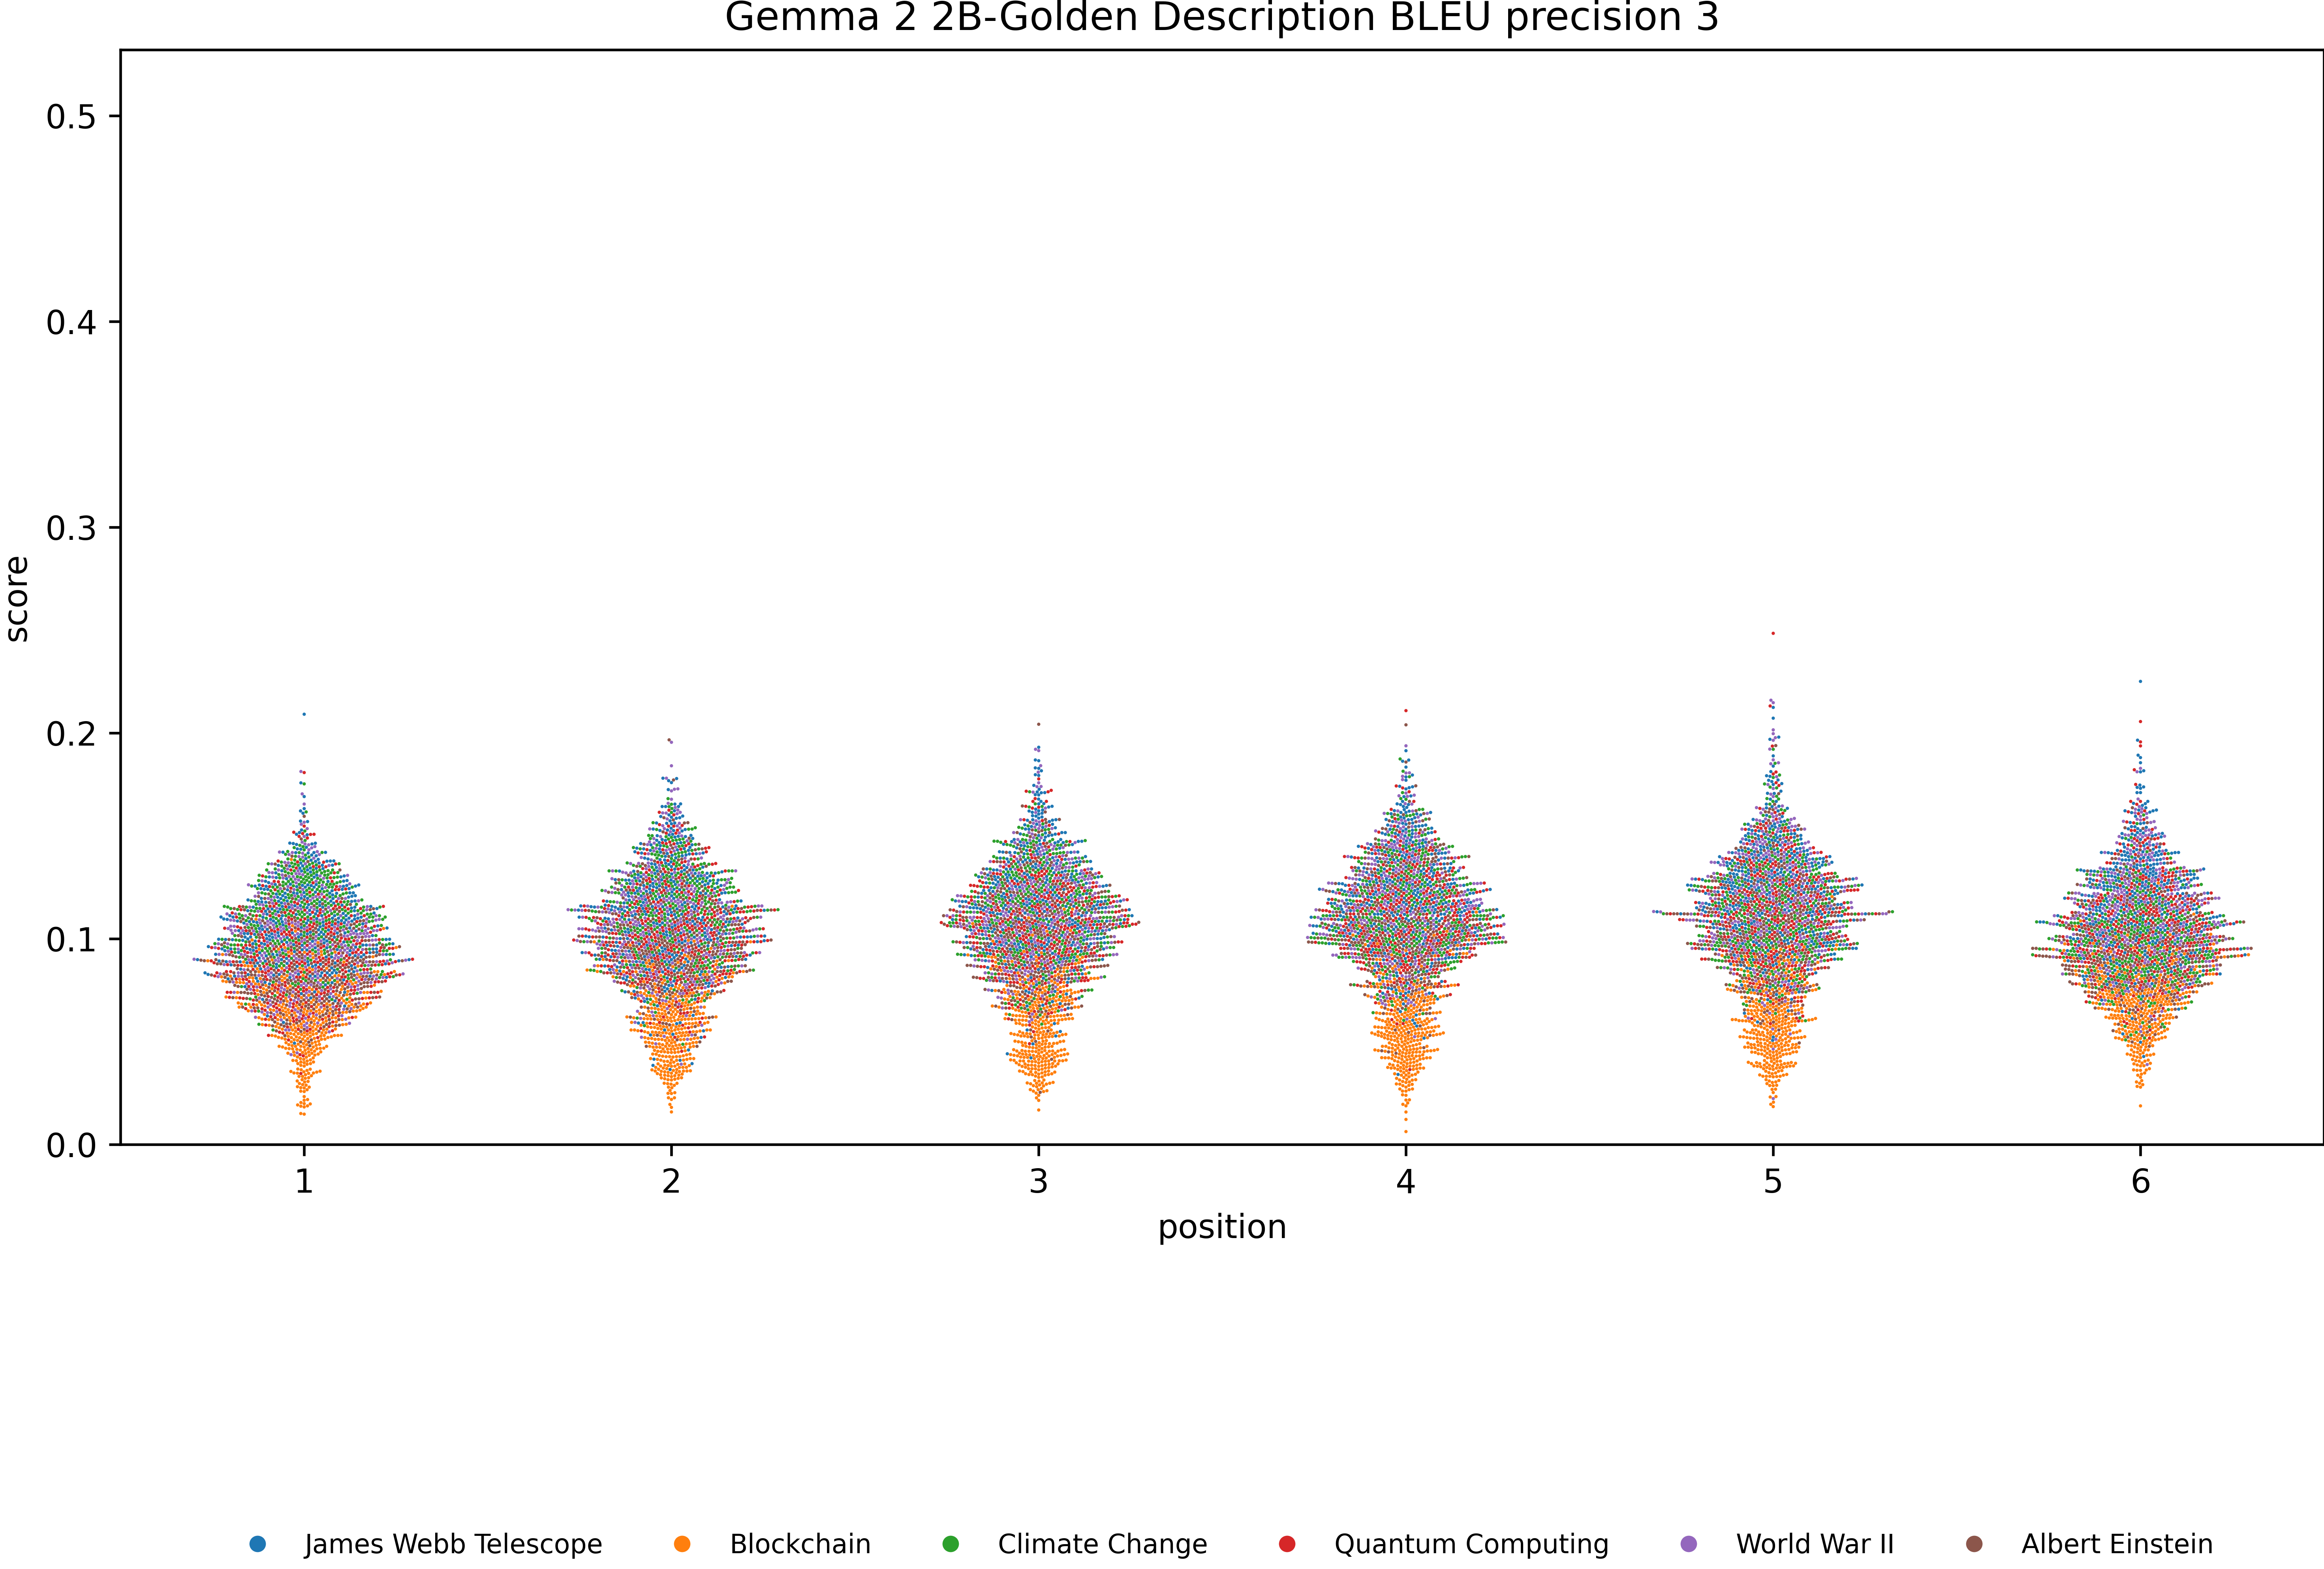 Gemma 2 2B-Golden Description BLEU precision 3
0.5
0.4
0.3
0.2
0.1
0.0
score
1 2 3 4 5 6
position
James Webb Telescope Blockchain Climate Change Quantum Computing World War II Albert Einstein